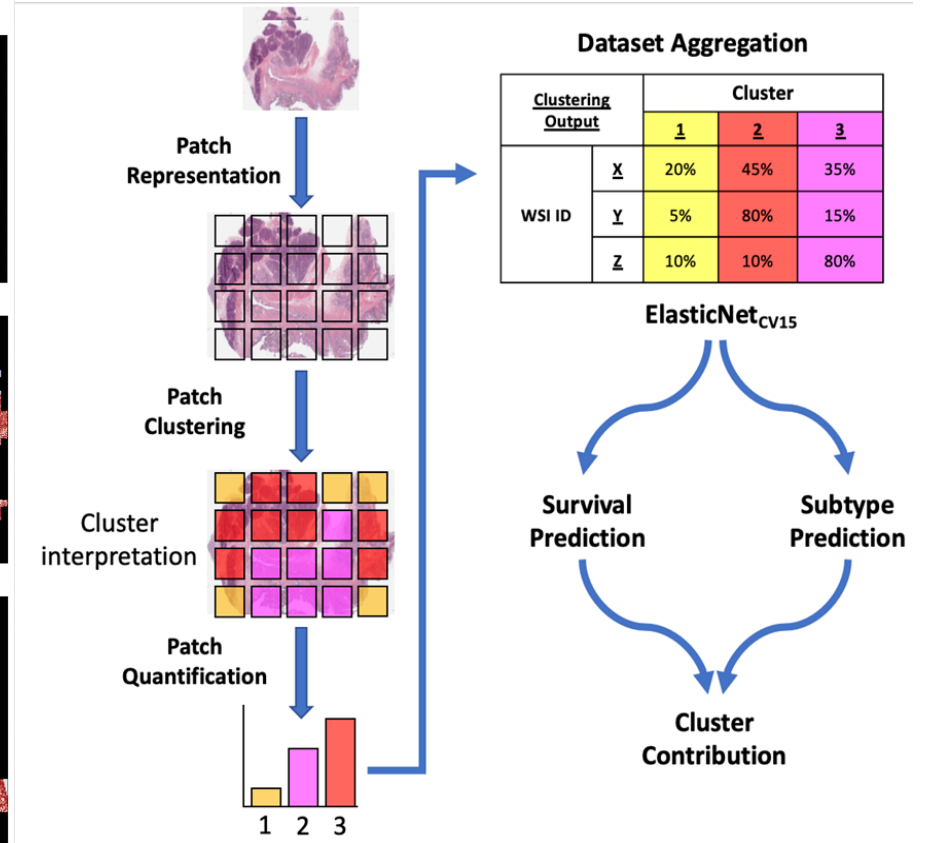 Patch
Representation
Patch
Clustering
Cluster
interpretation
Patch
Quantification
1 2 3
Dataset Aggregation
Clustering
Output
Cluster
1 2 3
WSI ID
X 20% 45% 35%
Y 5% 80% 15%
Z 10% 10% 80%
ElasticNetCV15
Survival
Prediction
Subtype
Prediction
Cluster
Contribution